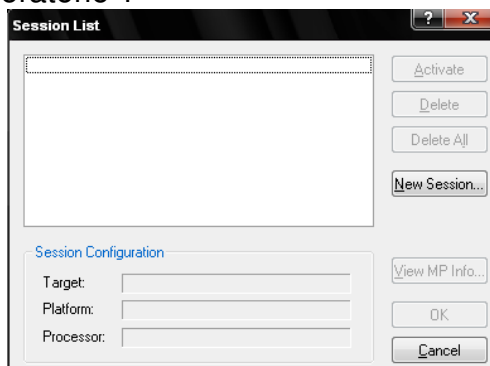 Session List
Activate
Delete
Delete All
New Session...
Session Configuration
Target:
Platform:
Processor:
View MP Info...
OK
Cancel